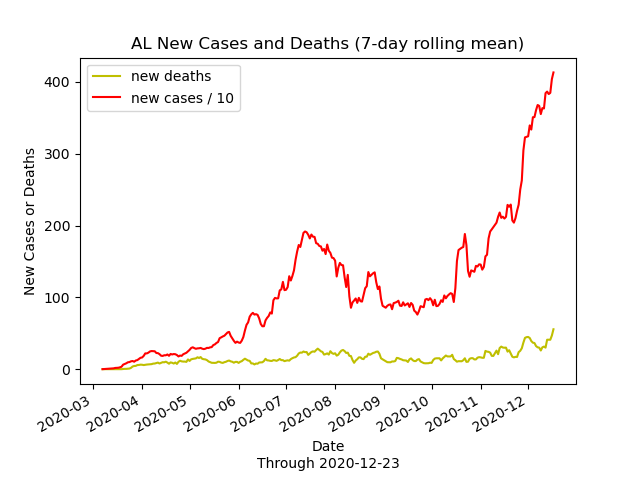 AL New Cases and Deaths (7-day rolling mean)
new deaths
new cases / 10
400
300
200
100
0
New Cases or Deaths
2020-03
2020-04
2020-05
2020-06
2020-07
2020-08
2020-09
2020-10
2020-11
2020-12
Date
Through 2020-12-23